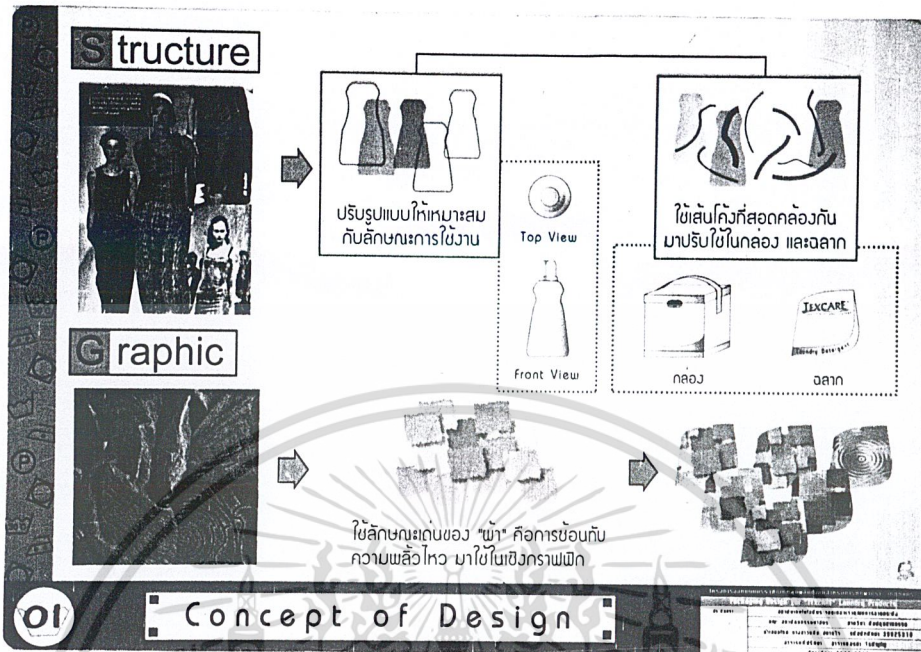 Structure
ปรับรูปแบบให้เหมาะสม
กับลักษณะการใช้งาน
Top View
Front View
ใช้เส้นโค้งที่สอดคล้องกัน
มาปรับใช้ในกล่อง และฉลาก
TEXCARE
Laundry Detergent
กล่อง
ฉลาก
Graphic
ใช้ลักษณะเด่นของ "ผ้า" คือการซ้อนทับ
ความพลิ้วไหว มาใช้ในเชิงกราฟฟิก
01
Concept of Design